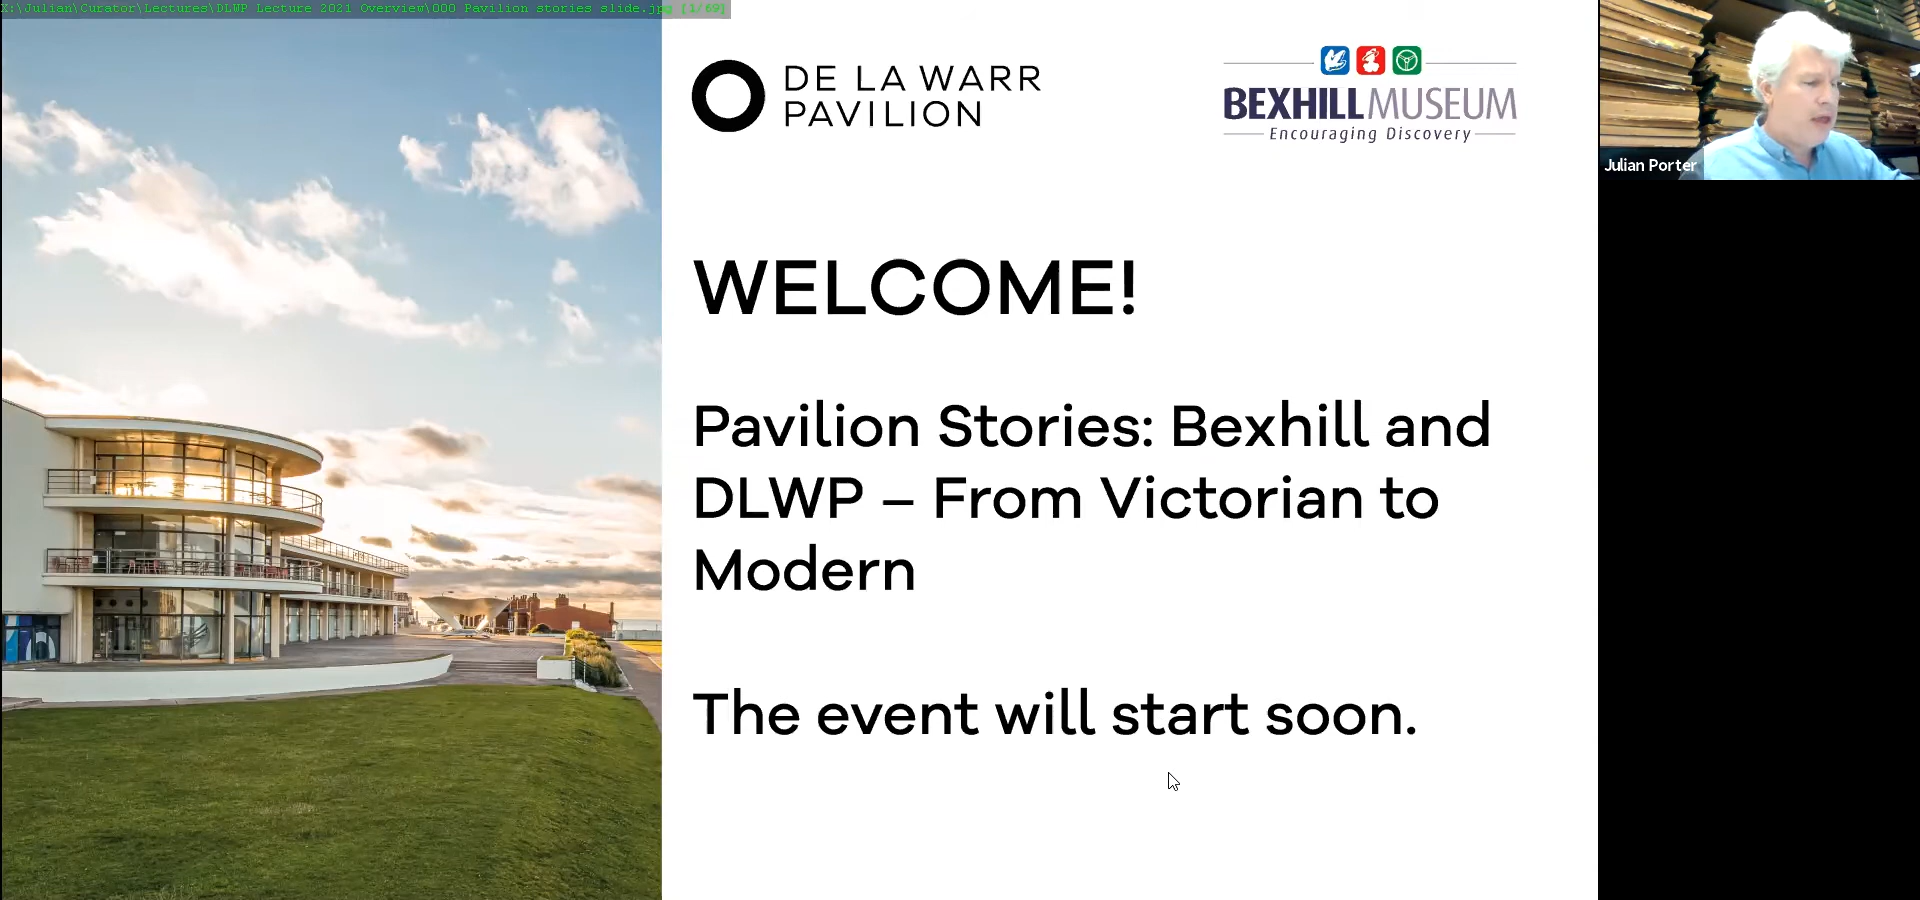 X:\Julian\Curator\Lectures\DLWP Lecture 2021 Overview\000 Pavilion stories slide.jpg [1/69]
DE LA WARR
PAVILION
BEXHILL MUSEUM
Encouraging Discovery
Julian Porter
WELCOME!
Pavilion Stories: Bexhill and
DLWP – From Victorian to
Modern
The event will start soon.